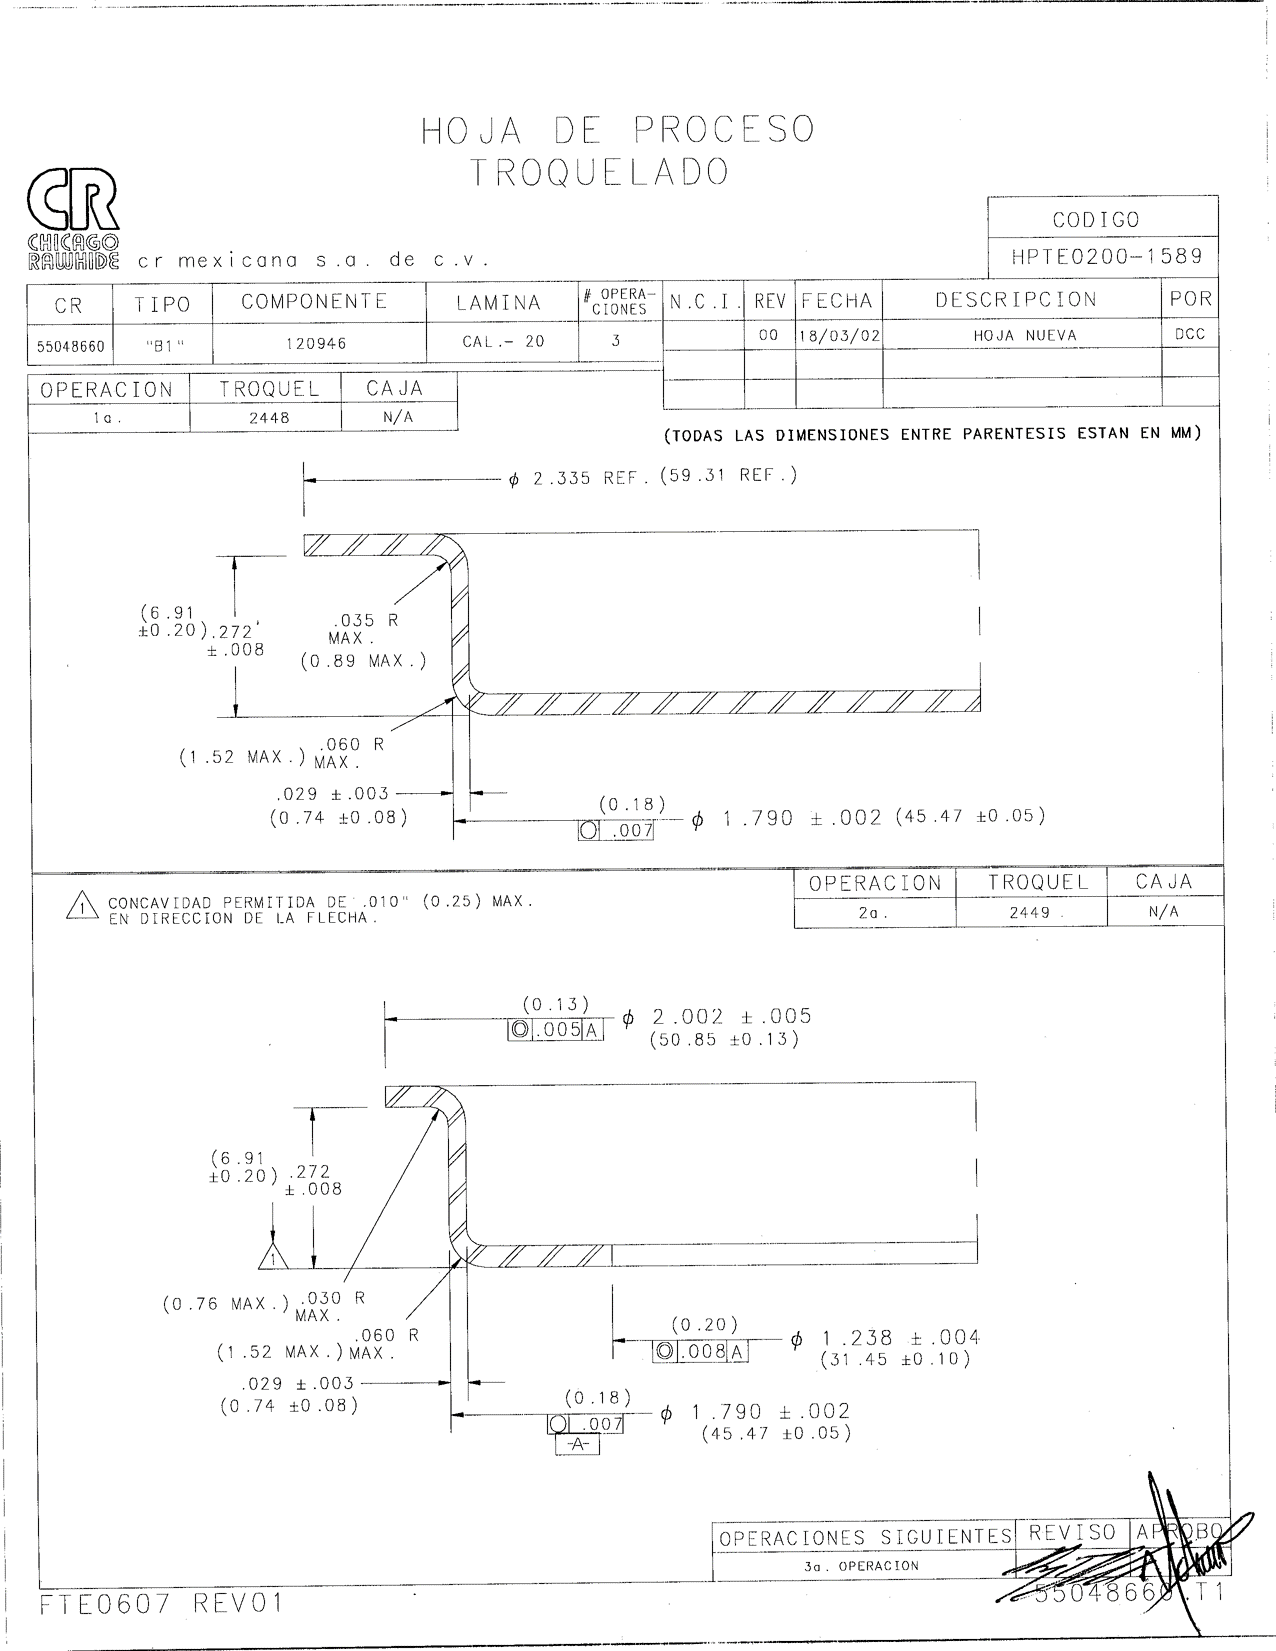 HOJA DE PROCESO
TROQUELADO
CR
CHICAGO
RAWHIDE
cr mexicana s.a. de c.v.
CODIGO
HPTE0200-1589
CR TIPO COMPONENTE LAMINA # OPERA-CIONES
55048660 "B1" 120946 CAL.- 20 3
N.C.I. REV FECHA DESCRIPCION POR
00 18/03/02 HOJA NUEVA DCC
OPERACION TROQUEL CAJA
1a. 2448 N/A
(TODAS LAS DIMENSIONES ENTRE PARENTESIS ESTAN EN MM)
ϕ 2.335 REF. (59.31 REF.)
(6.91
±0.20) .272
±.008
.035 R
MAX.
(0.89 MAX.)
(1.52 MAX.) .060 R
MAX.
.029 ±.003
(0.74 ±0.08)
(0.18)
○ .007
ϕ 1.790 ±.002 (45.47 ±0.05)
1 CONCAVIDAD PERMITIDA DE .010" (0.25) MAX.
EN DIRECCION DE LA FLECHA.
OPERACION TROQUEL CAJA
2a. 2449 N/A
(0.13)
◎ .005 A
ϕ 2.002 ±.005
(50.85 ±0.13)
(6.91
±0.20) .272
±.008
1
(0.76 MAX.) .030 R
MAX.
.060 R
(1.52 MAX.) MAX.
.029 ±.003
(0.74 ±0.08)
(0.20)
◎ .008 A
ϕ 1.238 ±.004
(31.45 ±0.10)
(0.18)
○ .007
-A-
ϕ 1.790 ±.002
(45.47 ±0.05)
OPERACIONES SIGUIENTES REVISO APROBO
3a. OPERACION
FTE0607 REV01
55048660.T1